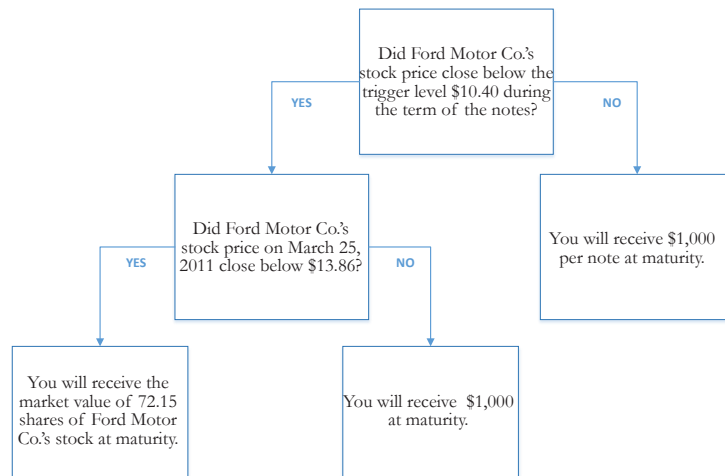 Did Ford Motor Co.'s
stock price close below the
trigger level $10.40 during
the term of the notes?
YES
NO
Did Ford Motor Co.'s
stock price on March 25,
2011 close below $13.86?
You will receive $1,000
per note at maturity.
YES
NO
You will receive the
market value of 72.15
shares of Ford Motor
Co.'s stock at maturity.
You will receive $1,000
at maturity.